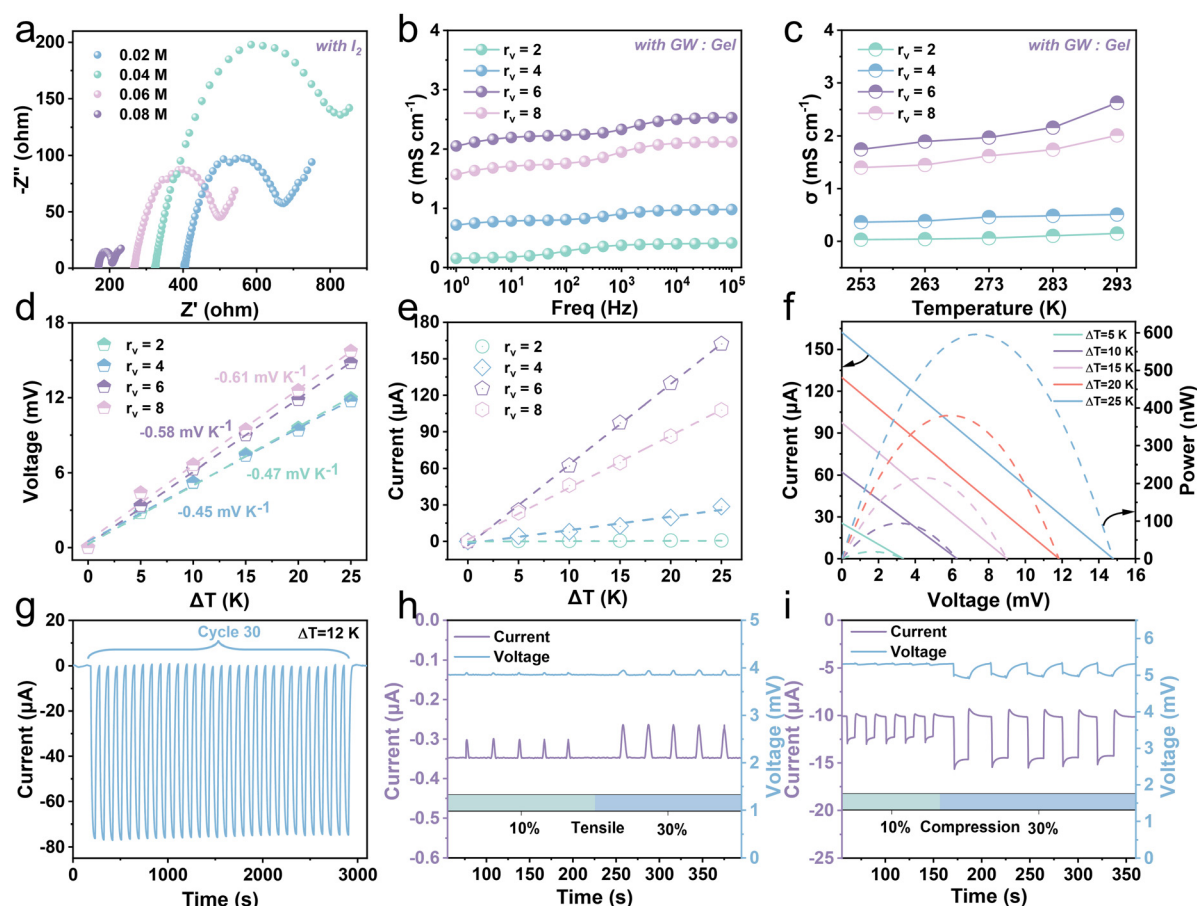 a
with I2
0.02 M
0.04 M
0.06 M
0.08 M
200
150
100
50
0
-Z'' (ohm)
200
400
600
800
Z' (ohm)
b
with GW : Gel
rv = 2
rv = 4
rv = 6
rv = 8
4
3
2
1
0
σ (mS cm-1)
10^0
10^1
10^2
10^3
10^4
10^5
Freq (Hz)
c
with GW : Gel
rv = 2
rv = 4
rv = 6
rv = 8
4
2
0
σ (mS cm-1)
253
263
273
283
293
Temperature (K)
d
rv = 2
rv = 4
rv = 6
rv = 8
-0.61 mV K-1
-0.58 mV K-1
-0.47 mV K-1
-0.45 mV K-1
18
12
6
0
Voltage (mV)
0
5
10
15
20
25
ΔT (K)
e
rv = 2
rv = 4
rv = 6
rv = 8
180
150
120
90
60
30
0
Current (μA)
0
5
10
15
20
25
ΔT (K)
f
ΔT=5 K
ΔT=10 K
ΔT=15 K
ΔT=20 K
ΔT=25 K
150
120
90
60
30
0
Current (μA)
600
500
400
300
200
100
0
Power (nW)
0
2
4
6
8
10
12
14
16
Voltage (mV)
g
Cycle 30
ΔT=12 K
20
0
-20
-40
-60
-80
Current (μA)
0
1000
2000
3000
Time (s)
h
Current
Voltage
0.0
-0.1
-0.2
-0.3
-0.4
-0.5
-0.6
Current (μA)
5
4
3
2
1
0
Voltage (mV)
10%
Tensile
30%
100
150
200
250
300
350
Time (s)
i
Current
Voltage
0
-5
-10
-15
-20
-25
Current (μA)
6
5
4
3
2
1
0
Voltage (mV)
10%
Compression
30%
50
100
150
200
250
300
350
Time (s)